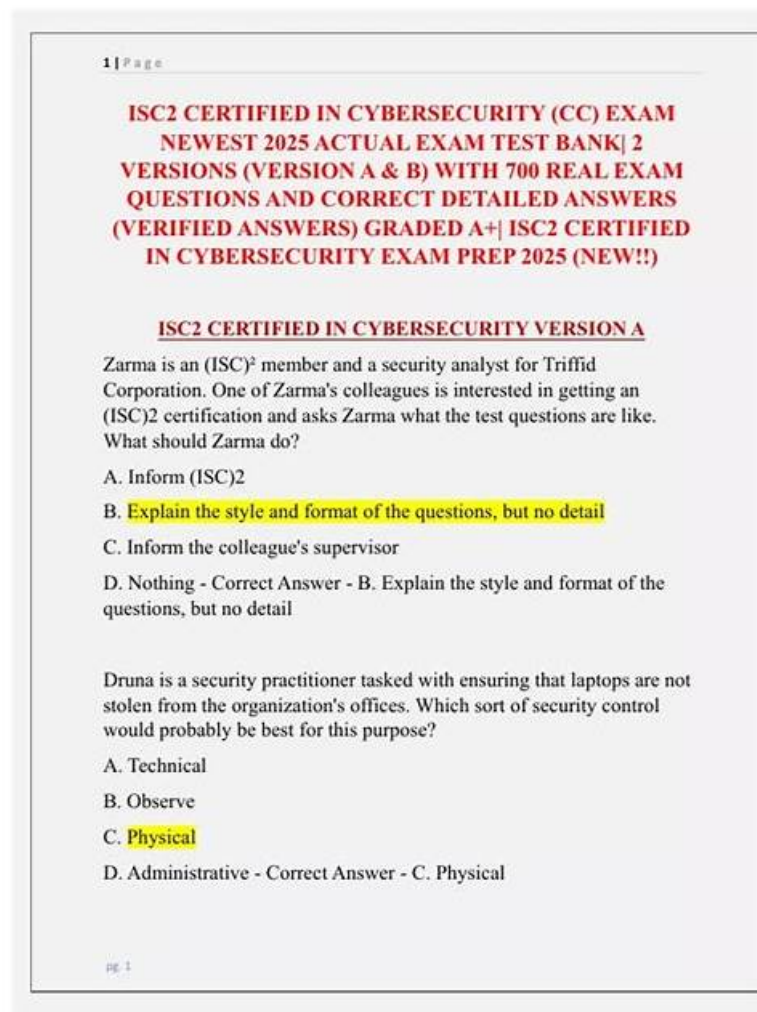 1 | Page
ISC2 CERTIFIED IN CYBERSECURITY (CC) EXAM
NEWEST 2025 ACTUAL EXAM TEST BANK| 2
VERSIONS (VERSION A & B) WITH 700 REAL EXAM
QUESTIONS AND CORRECT DETAILED ANSWERS
(VERIFIED ANSWERS) GRADED A+| ISC2 CERTIFIED
IN CYBERSECURITY EXAM PREP 2025 (NEW!!)
ISC2 CERTIFIED IN CYBERSECURITY VERSION A
Zarma is an (ISC)² member and a security analyst for Triffid
Corporation. One of Zarma's colleagues is interested in getting an
(ISC)2 certification and asks Zarma what the test questions are like.
What should Zarma do?
A. Inform (ISC)2
B. Explain the style and format of the questions, but no detail
C. Inform the colleague's supervisor
D. Nothing - Correct Answer - B. Explain the style and format of the
questions, but no detail
Druna is a security practitioner tasked with ensuring that laptops are not
stolen from the organization's offices. Which sort of security control
would probably be best for this purpose?
A. Technical
B. Observe
C. Physical
D. Administrative - Correct Answer - C. Physical
pg. 1